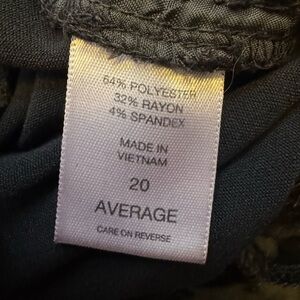 64% POLYESTER
32% RAYON
4% SPANDEX
MADE IN
VIETNAM
20
AVERAGE
CARE ON REVERSE